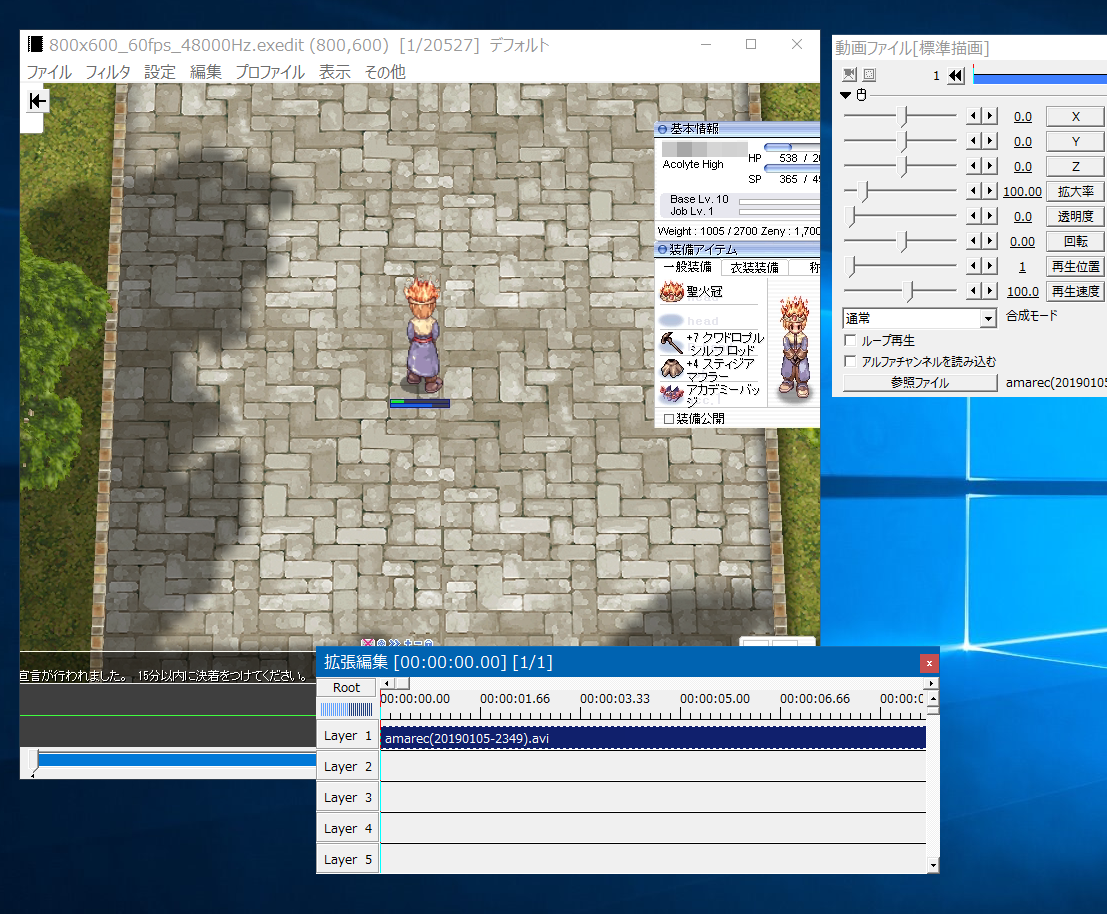 800x600_60fps_48000Hz.exedit (800,600)  [1/20527]  デフォルト
ファイル フィルタ 設定 編集 プロファイル 表示 その他
基本情報
Acolyte High
HP 538 / 
SP 365 / 
Base Lv. 10
Job Lv. 1
Weight : 1005 / 2700 Zeny : 1,700
装備アイテム
一般装備 衣装装備 称
聖火冠
head
+7 クワドロプル
シルフ ロッド
+4 スティジア
マフラー
アカデミーバッ
ジ
装備公開
宣言が行われました。 15分以内に決着をつけてください。
動画ファイル[標準描画]
1
0.0 X
0.0 Y
0.0 Z
100.00 拡大率
0.0 透明度
0.00 回転
1 再生位置
100.0 再生速度
通常 合成モード
ループ再生
アルファチャンネルを読み込む
参照ファイル amarec(20190105
拡張編集 [00:00:00.00] [1/1]
Root
00:00:00.00 00:00:01.66 00:00:03.33 00:00:05.00 00:00:06.66 00:00:0
Layer 1 amarec(20190105-2349).avi
Layer 2
Layer 3
Layer 4
Layer 5